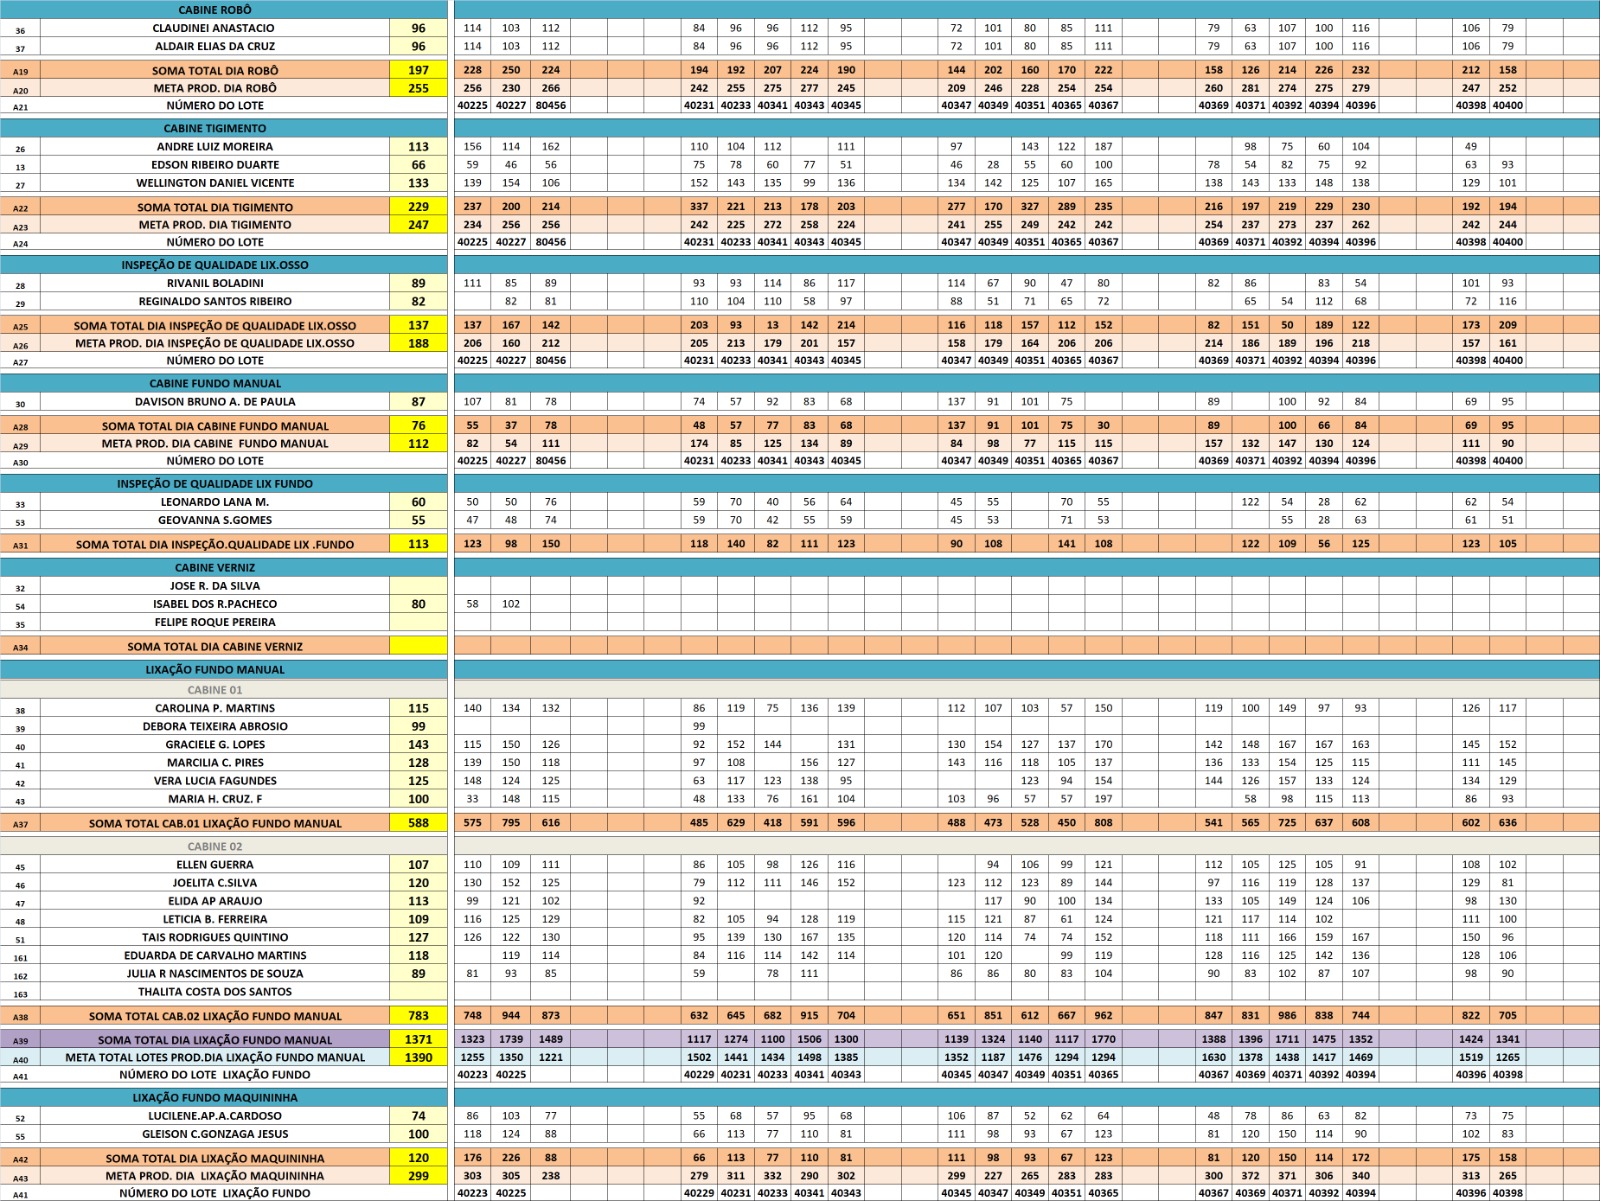 CABINE ROBÔ
36 CLAUDINEI ANASTACIO 96 114 103 112 84 96 96 112 95 72 101 80 85 111 79 63 107 100 116 106 79
37 ALDAIR ELIAS DA CRUZ 96 114 103 112 84 96 96 112 95 72 101 80 85 111 79 63 107 100 116 106 79
A19 SOMA TOTAL DIA ROBÔ 197 228 250 224 194 192 207 224 190 144 202 160 170 222 158 126 214 226 232 212 158
A20 META PROD. DIA ROBÔ 255 256 230 266 242 255 275 277 245 209 246 228 254 254 260 281 274 275 279 247 252
A21 NÚMERO DO LOTE 40225 40227 80456 40231 40233 40341 40343 40345 40347 40349 40351 40365 40367 40369 40371 40392 40394 40396 40398 40400
CABINE TIGIMENTO
26 ANDRE LUIZ MOREIRA 113 156 114 162 110 104 112 111 97 143 122 187 98 75 60 104 49
13 EDSON RIBEIRO DUARTE 66 59 46 56 75 78 60 77 51 46 28 55 60 100 78 54 82 75 92 63 93
27 WELLINGTON DANIEL VICENTE 133 139 154 106 152 143 135 99 136 134 142 125 107 165 138 143 133 148 138 129 101
A22 SOMA TOTAL DIA TIGIMENTO 229 237 200 214 337 221 213 178 203 277 170 327 289 235 216 197 219 229 230 192 194
A23 META PROD. DIA TIGIMENTO 247 234 256 256 242 225 272 258 224 241 255 249 242 242 254 237 273 237 262 242 244
A24 NÚMERO DO LOTE 40225 40227 80456 40231 40233 40341 40343 40345 40347 40349 40351 40365 40367 40369 40371 40392 40394 40396 40398 40400
INSPEÇÃO DE QUALIDADE LIX.OSSO
28 RIVANIL BOLADINI 89 111 85 89 93 93 114 86 117 114 67 90 47 80 82 86 83 54 101 93
29 REGINALDO SANTOS RIBEIRO 82 82 81 110 104 110 58 97 88 51 71 65 72 65 54 112 68 72 116
A25 SOMA TOTAL DIA INSPEÇÃO DE QUALIDADE LIX.OSSO 137 137 167 142 203 93 13 142 214 116 118 157 112 152 82 151 50 189 122 173 209
A26 META PROD. DIA INSPEÇÃO DE QUALIDADE LIX.OSSO 188 206 160 212 205 213 179 201 157 158 179 164 206 206 214 186 189 196 218 157 161
A27 NÚMERO DO LOTE 40225 40227 80456 40231 40233 40341 40343 40345 40347 40349 40351 40365 40367 40369 40371 40392 40394 40396 40398 40400
CABINE FUNDO MANUAL
30 DAVISON BRUNO A. DE PAULA 87 107 81 78 74 57 92 83 68 137 91 101 75 89 100 92 84 69 95
A28 SOMA TOTAL DIA CABINE FUNDO MANUAL 76 55 37 78 48 57 77 83 68 137 91 101 75 30 89 100 66 84 69 95
A29 META PROD. DIA CABINE FUNDO MANUAL 112 82 54 111 174 85 125 134 89 84 98 77 115 115 157 132 147 130 124 111 90
A30 NÚMERO DO LOTE 40225 40227 80456 40231 40233 40341 40343 40345 40347 40349 40351 40365 40367 40369 40371 40392 40394 40396 40398 40400
INSPEÇÃO DE QUALIDADE LIX FUNDO
33 LEONARDO LANA M. 60 50 50 76 59 70 40 56 64 45 55 70 55 122 54 28 62 62 54
53 GEOVANNA S.GOMES 55 47 48 74 59 70 42 55 59 45 53 71 53 55 28 63 61 51
A31 SOMA TOTAL DIA INSPEÇÃO.QUALIDADE LIX .FUNDO 113 123 98 150 118 140 82 111 123 90 108 141 108 122 109 56 125 123 105
CABINE VERNIZ
32 JOSE R. DA SILVA
54 ISABEL DOS R.PACHECO 80 58 102
35 FELIPE ROQUE PEREIRA
A34 SOMA TOTAL DIA CABINE VERNIZ
LIXAÇÃO FUNDO MANUAL
CABINE 01
38 CAROLINA P. MARTINS 115 140 134 132 86 119 75 136 139 112 107 103 57 150 119 100 149 97 93 126 117
39 DEBORA TEIXEIRA ABROSIO 99 99
40 GRACIELE G. LOPES 143 115 150 126 92 152 144 131 130 154 127 137 170 142 148 167 167 163 145 152
41 MARCILIA C. PIRES 128 139 150 118 97 108 156 127 143 116 118 105 137 136 133 154 125 115 111 145
42 VERA LUCIA FAGUNDES 125 148 124 125 63 117 123 138 95 123 94 154 144 126 157 133 124 134 129
43 MARIA H. CRUZ. F 100 33 148 115 48 133 76 161 104 103 96 57 57 197 58 98 115 113 86 93
A37 SOMA TOTAL CAB.01 LIXAÇÃO FUNDO MANUAL 588 575 795 616 485 629 418 591 596 488 473 528 450 808 541 565 725 637 608 602 636
CABINE 02
45 ELLEN GUERRA 107 110 109 111 86 105 98 126 116 94 106 99 121 112 105 125 105 91 108 102
46 JOELITA C.SILVA 120 130 152 125 79 112 111 146 152 123 112 123 89 144 97 116 119 128 137 129 81
47 ELIDA AP ARAUJO 113 99 121 102 92 117 90 100 134 133 105 149 124 106 98 130
48 LETICIA B. FERREIRA 109 116 125 129 82 105 94 128 119 115 121 87 61 124 121 117 114 102 111 100
51 TAIS RODRIGUES QUINTINO 127 126 122 130 95 139 130 167 135 120 114 74 74 152 118 111 166 159 167 150 96
161 EDUARDA DE CARVALHO MARTINS 118 119 114 84 116 114 142 114 101 120 99 119 128 116 125 142 136 128 106
162 JULIA R NASCIMENTOS DE SOUZA 89 81 93 85 59 78 111 86 86 80 83 104 90 83 102 87 107 98 90
163 THALITA COSTA DOS SANTOS
A38 SOMA TOTAL CAB.02 LIXAÇÃO FUNDO MANUAL 783 748 944 873 632 645 682 915 704 651 851 612 667 962 847 831 986 838 744 822 705
A39 SOMA TOTAL DIA LIXAÇÃO FUNDO MANUAL 1371 1323 1739 1489 1117 1274 1100 1506 1300 1139 1324 1140 1117 1770 1388 1396 1711 1475 1352 1424 1341
A40 META TOTAL LOTES PROD.DIA LIXAÇÃO FUNDO MANUAL 1390 1255 1350 1221 1502 1441 1434 1498 1385 1352 1187 1476 1294 1294 1630 1378 1438 1417 1469 1519 1265
A41 NÚMERO DO LOTE LIXAÇÃO FUNDO 40223 40225 40229 40231 40233 40341 40343 40345 40347 40349 40351 40365 40367 40369 40371 40392 40394 40396 40398
LIXAÇÃO FUNDO MAQUININHA
52 LUCILENE.AP.A.CARDOSO 74 86 103 77 55 68 57 95 68 106 87 52 62 64 48 78 86 63 82 73 75
55 GLEISON C.GONZAGA JESUS 100 118 124 88 66 113 77 110 81 111 98 93 67 123 81 120 150 114 90 102 83
A42 SOMA TOTAL DIA LIXAÇÃO MAQUININHA 120 176 226 88 66 113 77 110 81 111 98 93 67 123 81 120 150 114 172 175 158
A43 META PROD. DIA LIXAÇÃO MAQUININHA 299 303 305 238 279 311 332 290 302 299 227 265 283 283 300 372 371 306 340 313 265
A41 NÚMERO DO LOTE LIXAÇÃO FUNDO 40223 40225 40229 40231 40233 40341 40343 40345 40347 40349 40351 40365 40367 40369 40371 40392 40394 40396 40398